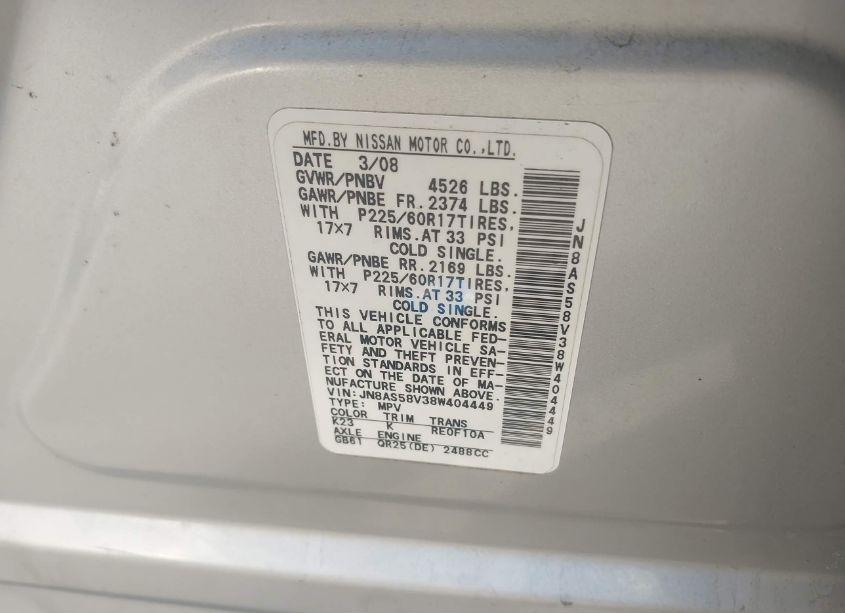 MFD.BY NISSAN MOTOR CO.,LTD.
DATE 3/08
GVWR/PNBV 4526 LBS.
GAWR/PNBE FR. 2374 LBS.
WITH P225/60R17TIRES,
17×7 RIMS.AT 33 PSI
COLD SINGLE.
GAWR/PNBE RR. 2169 LBS.
WITH P225/60R17TIRES,
17×7 RIMS.AT 33 PSI
COLD SINGLE.
THIS VEHICLE CONFORMS
TO ALL APPLICABLE FED-
ERAL MOTOR VEHICLE SA-
FETY AND THEFT PREVEN-
TION STANDARDS IN EFF-
ECT ON THE DATE OF MA-
NUFACTURE SHOWN ABOVE.
VIN:JN8AS58V38W404449
TYPE: MPV
COLOR TRIM TRANS
K23 K RE0F10A
AXLE ENGINE
GB61 QR25(DE) 2488CC
JN8AS58V38W404449